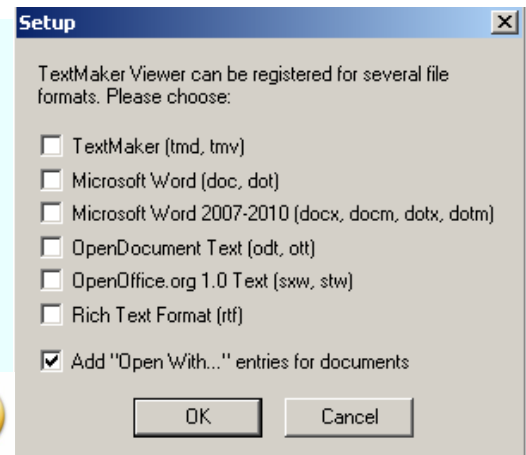 Setup
TextMaker Viewer can be registered for several file
formats. Please choose:
TextMaker (tmd, tmv)
Microsoft Word (doc, dot)
Microsoft Word 2007-2010 (docx, docm, dotx, dotm)
OpenDocument Text (odt, ott)
OpenOffice.org 1.0 Text (sxw, stw)
Rich Text Format (rtf)
Add "Open With..." entries for documents
OK Cancel